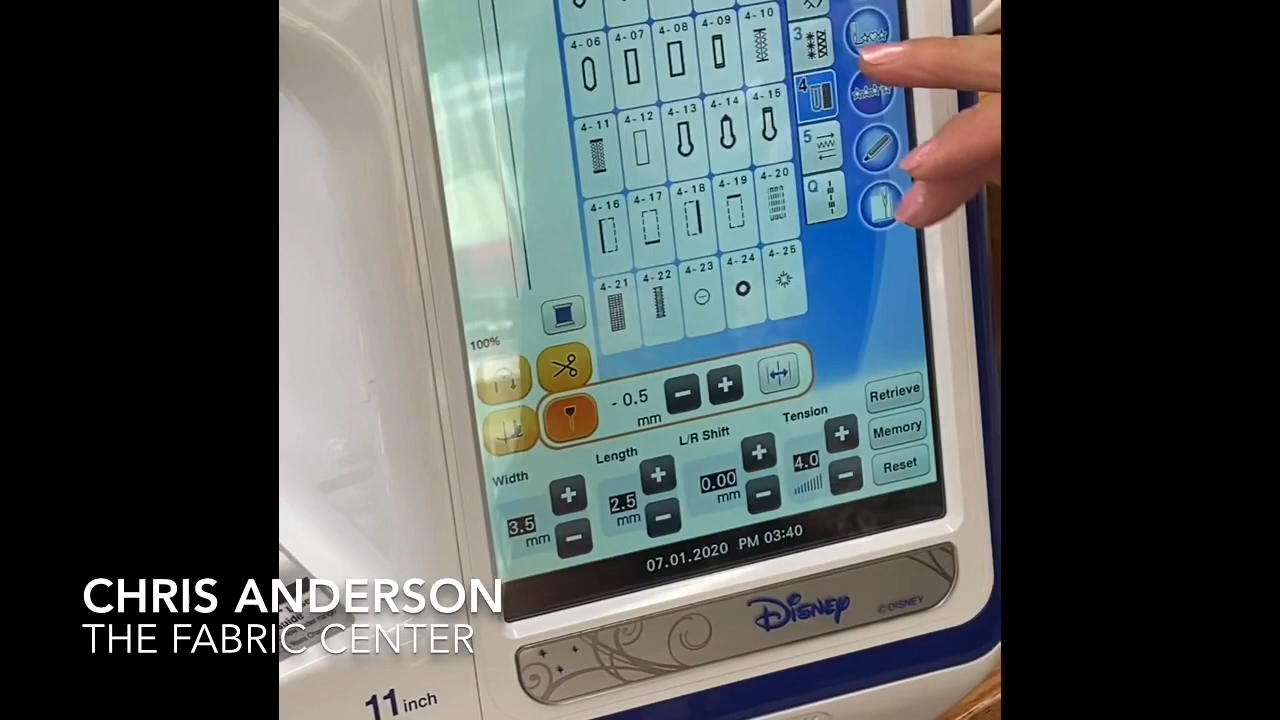 4-06 4-07 4-08 4-09 4-10
3
4
4-11 4-12 4-13 4-14 4-15
5
4-16 4-17 4-18 4-19 4-20
Q
4-21 4-22 4-23 4-24 4-25
100%
- 0.5
mm
Retrieve
Memory
Reset
Width
Length
L/R Shift
Tension
3.5
mm
2.5
mm
0.00
mm
4.0
07.01.2020 PM 03:40
DISNEY ©DISNEY
CHRIS ANDERSON
THE FABRIC CENTER
11 inch